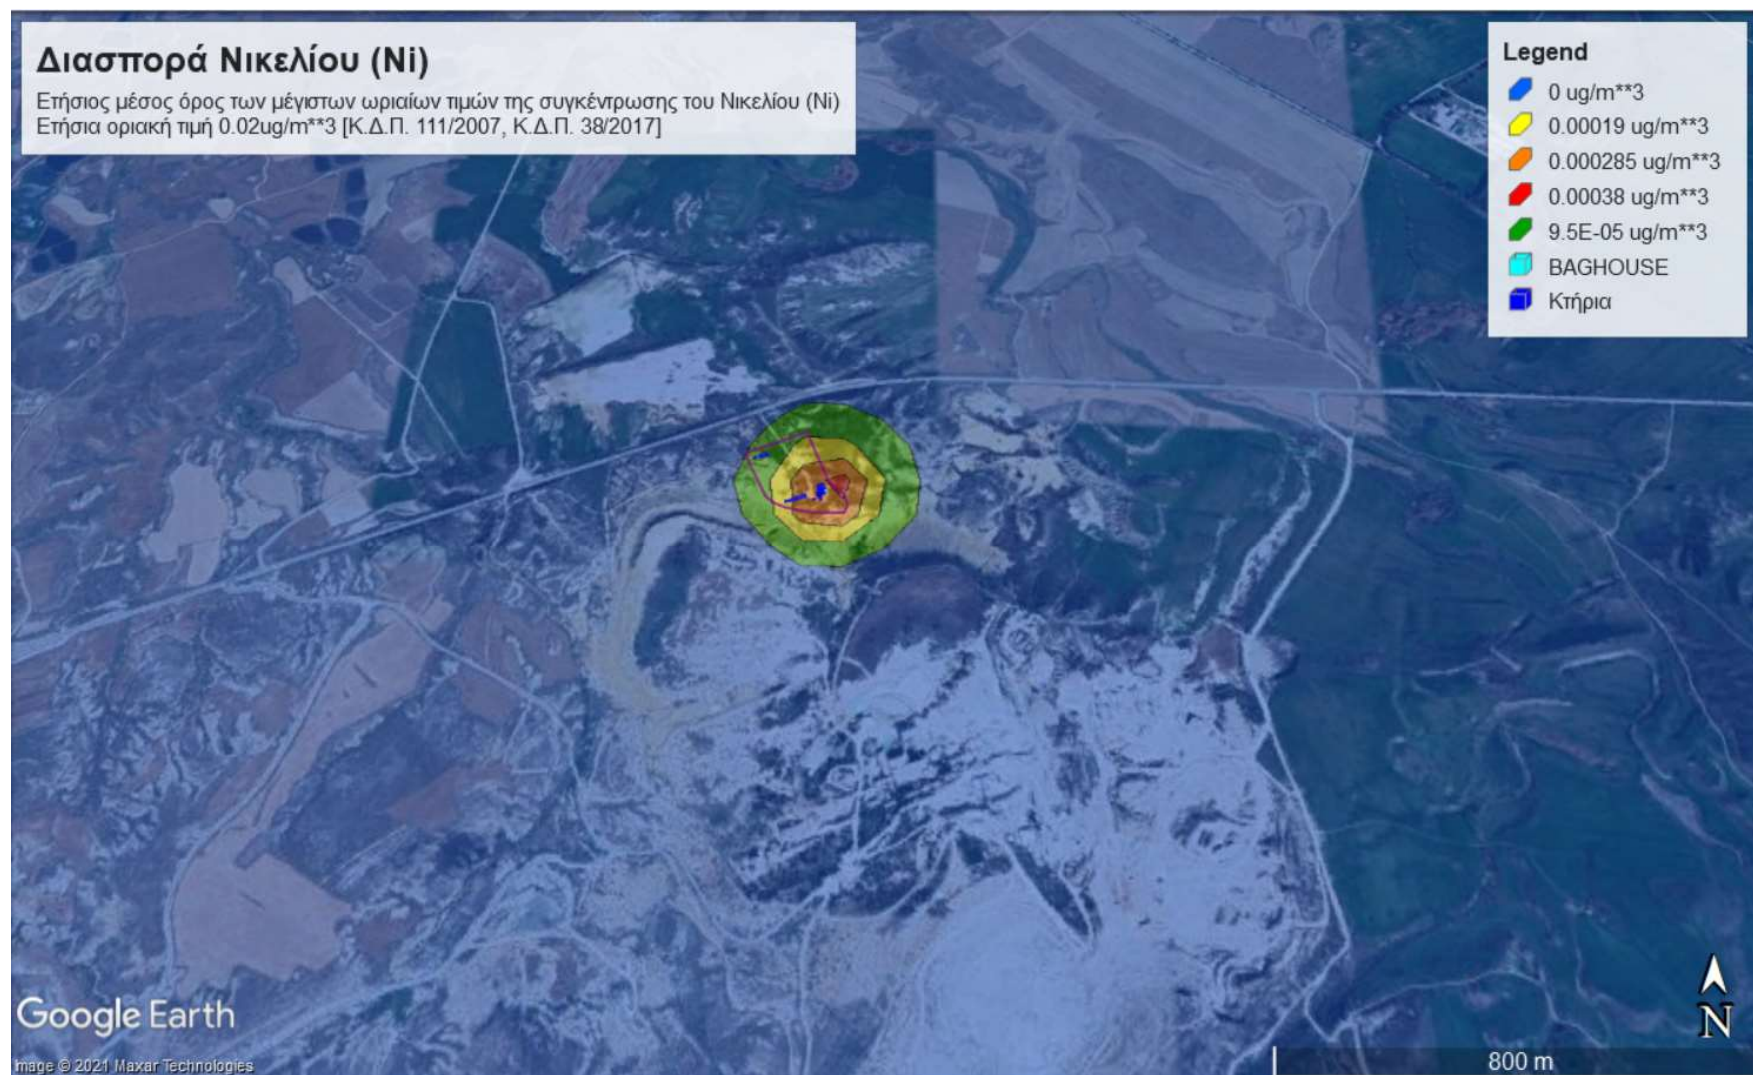 Διασπορά Νικελίου (Ni)
Ετήσιος μέσος όρος των μέγιστων ωριαίων τιμών της συγκέντρωσης του Νικελίου (Ni)
Ετήσια οριακή τιμή 0.02ug/m**3 [Κ.Δ.Π. 111/2007, Κ.Δ.Π. 38/2017]
Legend
0 ug/m**3
0.00019 ug/m**3
0.000285 ug/m**3
0.00038 ug/m**3
9.5E-05 ug/m**3
BAGHOUSE
Κτήρια
Google Earth
Image © 2021 Maxar Technologies
N
800 m